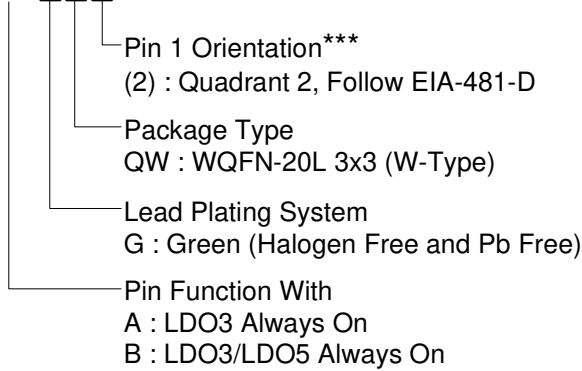 Pin 1 Orientation***
(2) : Quadrant 2, Follow EIA-481-D
Package Type
QW : WQFN-20L 3x3 (W-Type)
Lead Plating System
G : Green (Halogen Free and Pb Free)
Pin Function With
A : LDO3 Always On
B : LDO3/LDO5 Always On